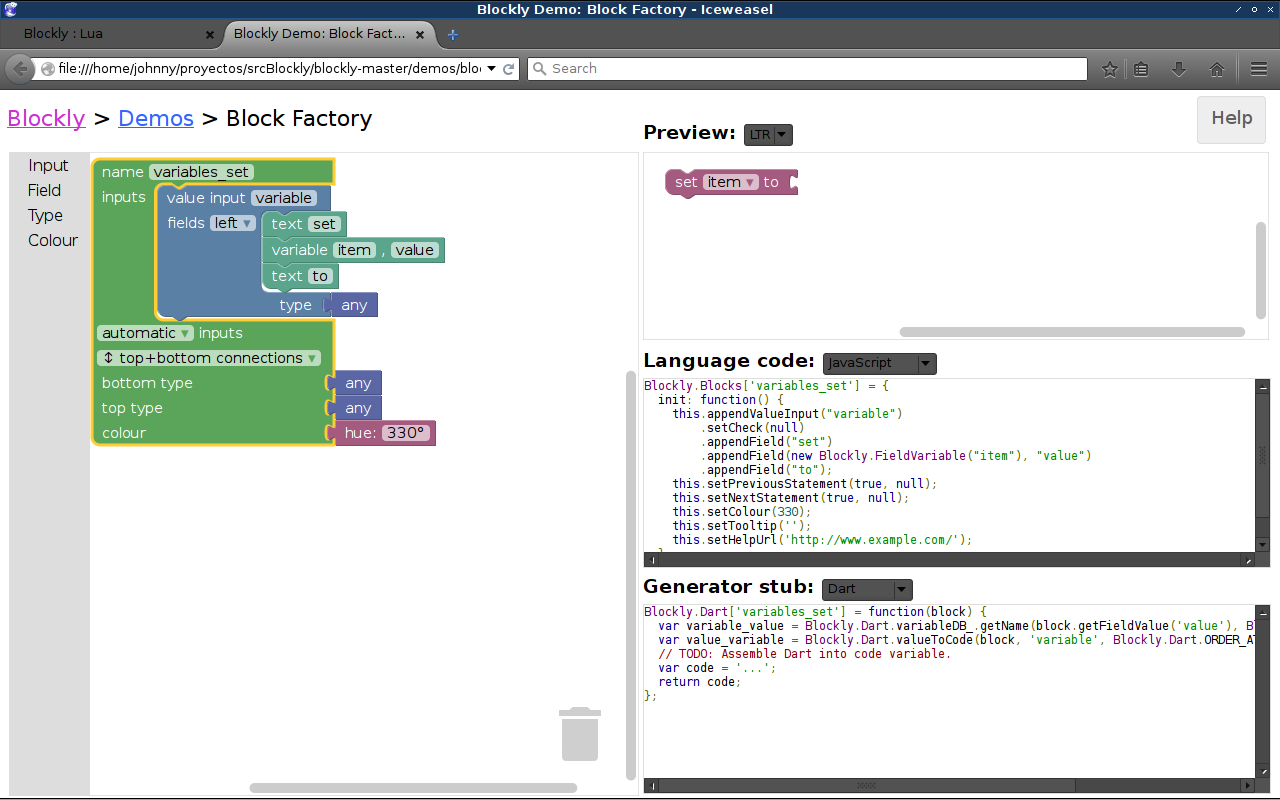 Blockly Demo: Block Factory - Iceweasel
Blockly : Lua
Blockly Demo: Block Fact...
file:///home/johnny/proyectos/srcBlockly/blockly-master/demos/blo
Search
Blockly > Demos > Block Factory
Help
Input
Field
Type
Colour
name variables_set
inputs
value input variable
fields left
text set
variable item , value
text to
type any
automatic inputs
↕ top+bottom connections
bottom type any
top type any
colour hue: 330°
Preview: LTR
set item to
Language code: JavaScript
Blockly.Blocks['variables_set'] = {
init: function() {
this.appendValueInput("variable")
.setCheck(null)
.appendField("set")
.appendField(new Blockly.FieldVariable("item"), "value")
.appendField("to");
this.setPreviousStatement(true, null);
this.setNextStatement(true, null);
this.setColour(330);
this.setTooltip('');
this.setHelpUrl('http://www.example.com/');
Generator stub: Dart
Blockly.Dart['variables_set'] = function(block) {
var variable_value = Blockly.Dart.variableDB_.getName(block.getFieldValue('value'),
var value_variable = Blockly.Dart.valueToCode(block, 'variable', Blockly.Dart.ORDER_A
// TODO: Assemble Dart into code variable.
var code = '...';
return code;
};